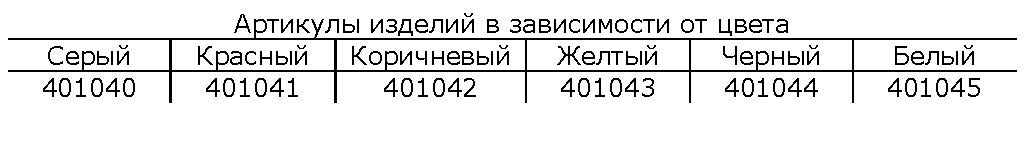 Артикулы изделий в зависимости от цвета
Серый Красный Коричневый Желтый Черный Белый
401040 401041 401042 401043 401044 401045